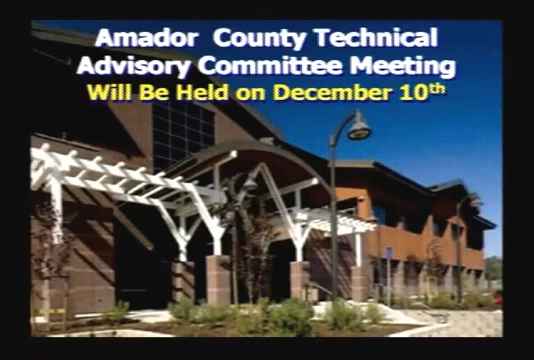 Amador County Technical
Advisory Committee Meeting
Will Be Held on December 10th